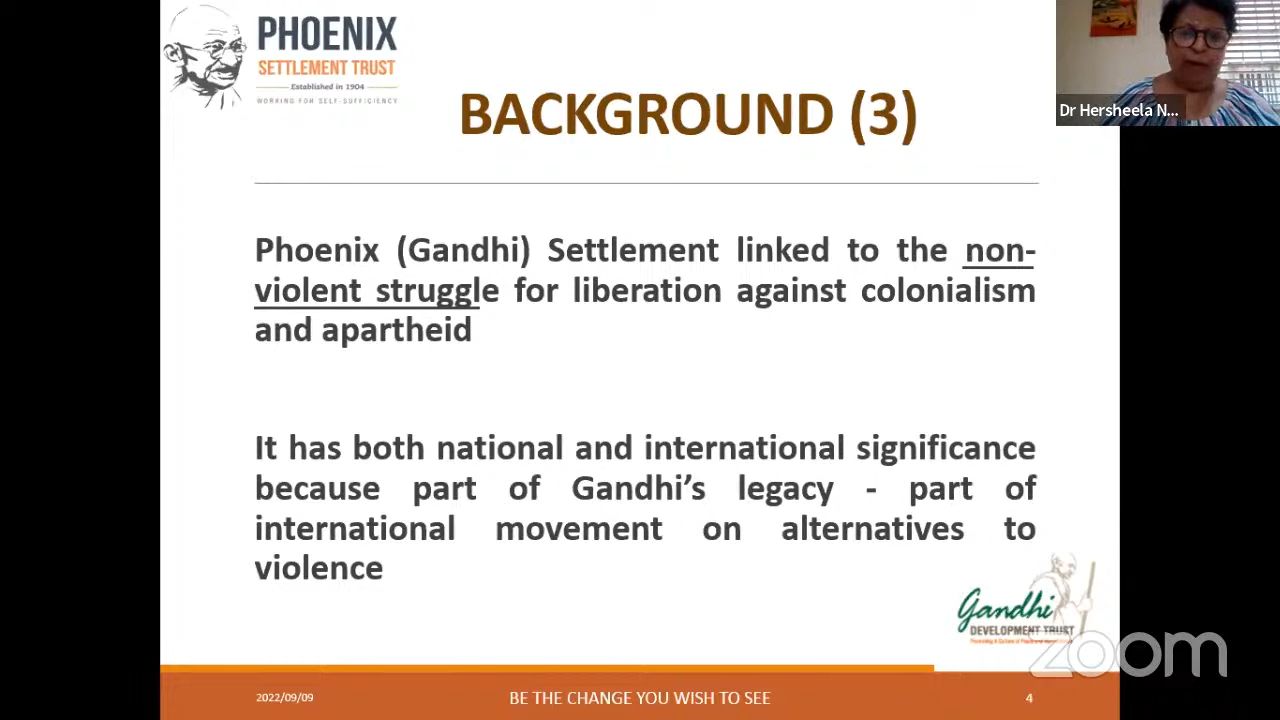 PHOENIX
SETTLEMENT TRUST
Established in 1904
WORKING FOR SELF-SUFFICIENCY
BACKGROUND (3)
Dr Hersheela N...
Phoenix (Gandhi) Settlement linked to the non-
violent struggle for liberation against colonialism
and apartheid
It has both national and international significance
because part of Gandhi’s legacy - part of
international movement on alternatives to
violence
Gandhi
DEVELOPMENT TRUST
zoom
2022/09/09
BE THE CHANGE YOU WISH TO SEE
4